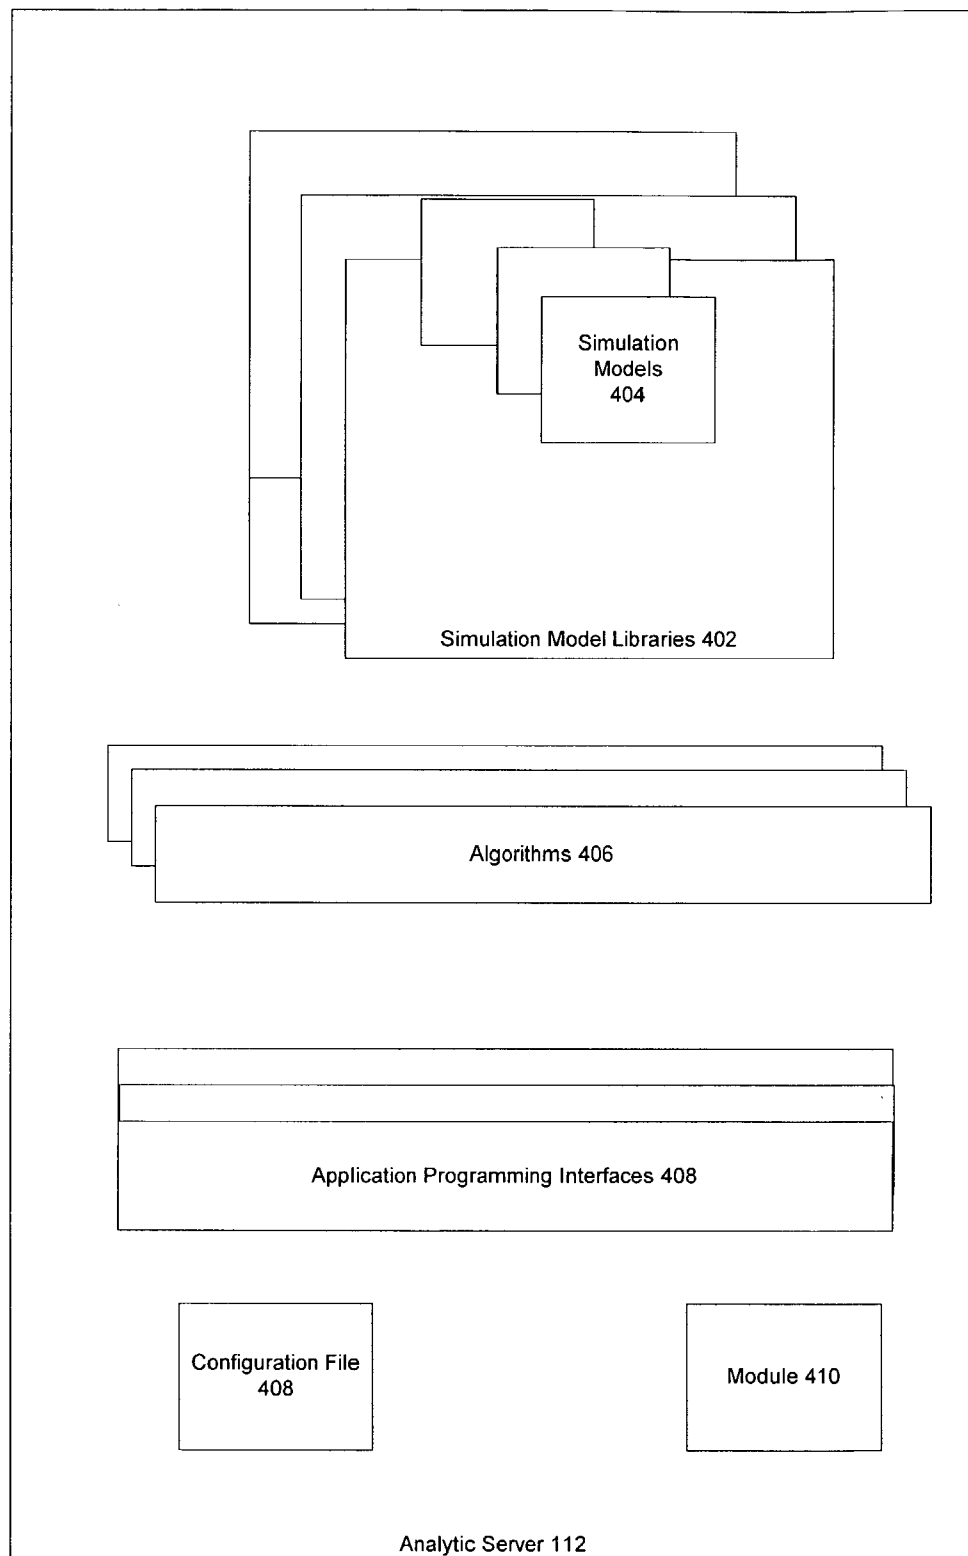 Simulation
Models
404
Simulation Model Libraries 402
Algorithms 406
Application Programming Interfaces 408
Configuration File
408
Module 410
Analytic Server 112